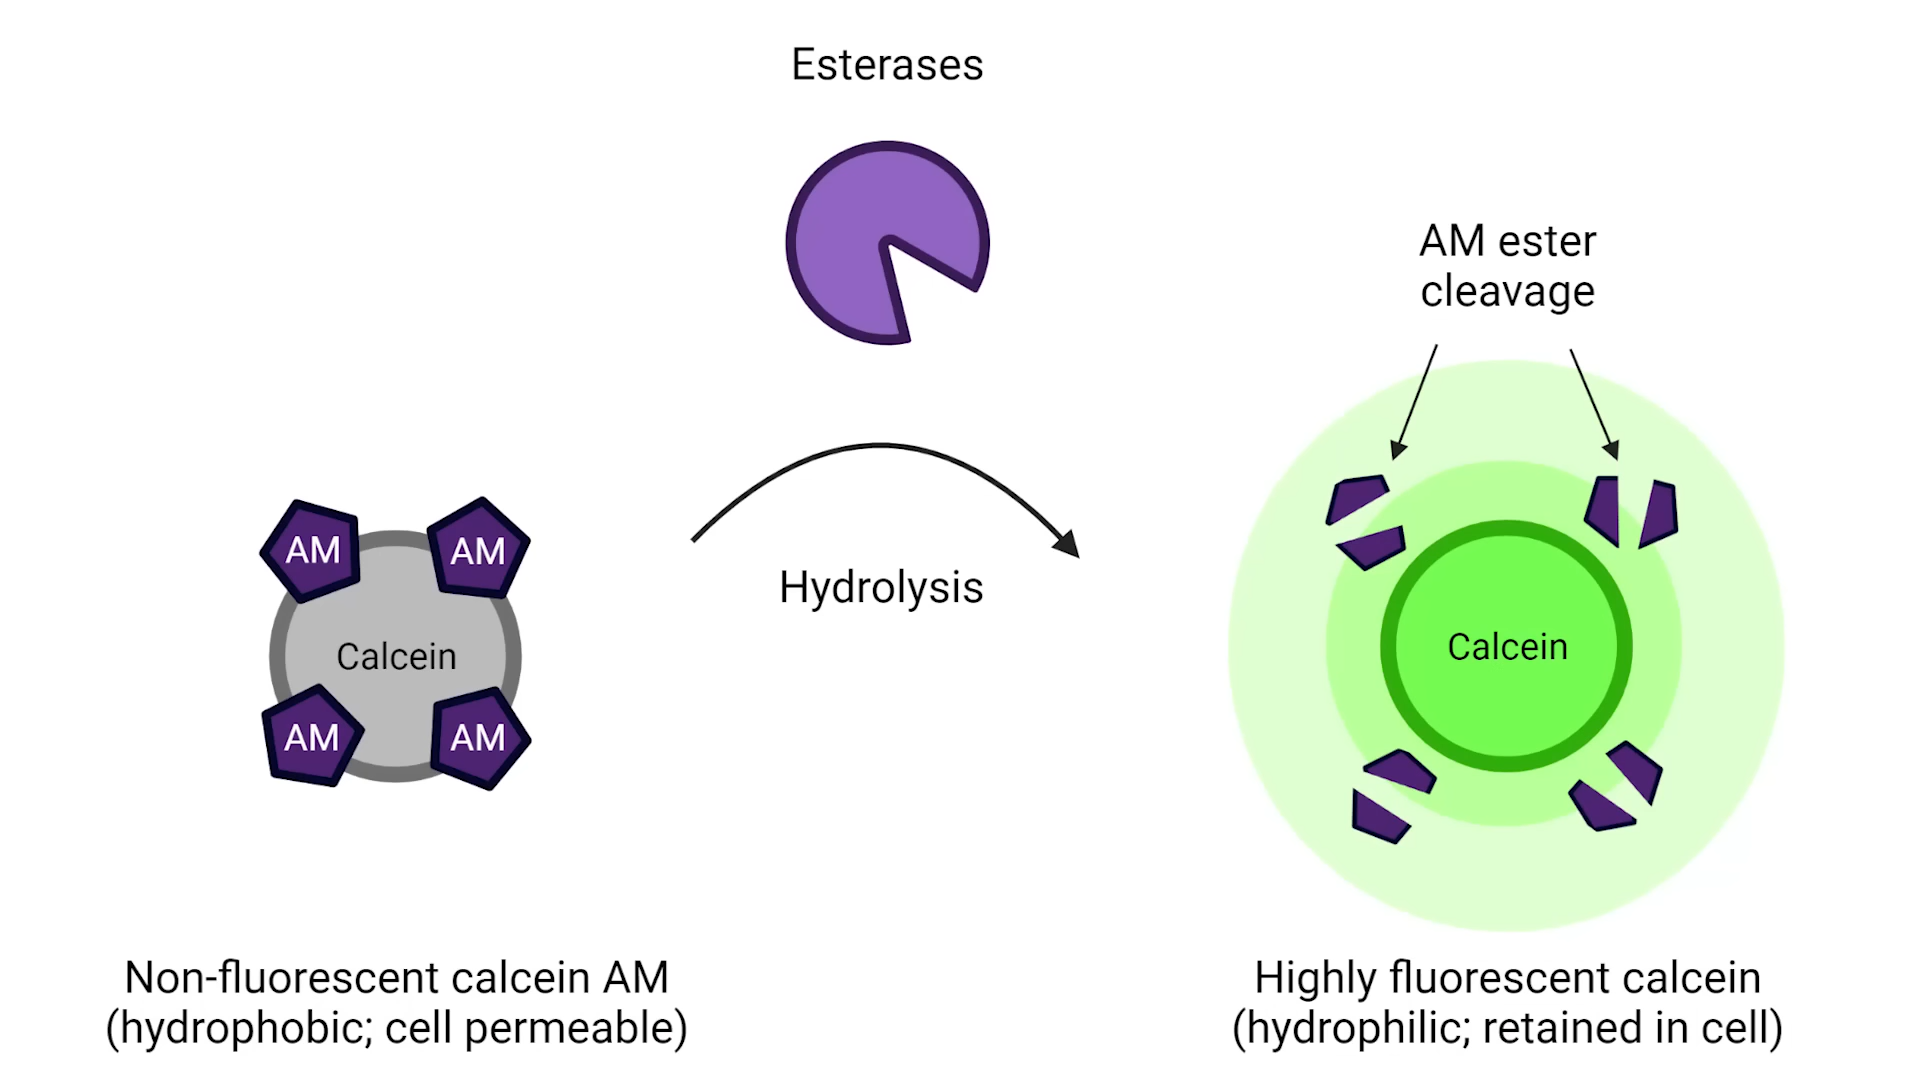 Esterases
AM ester
cleavage
AM
AM
Calcein
AM
AM
Hydrolysis
Calcein
Non-fluorescent calcein AM
(hydrophobic; cell permeable)
Highly fluorescent calcein
(hydrophilic; retained in cell)